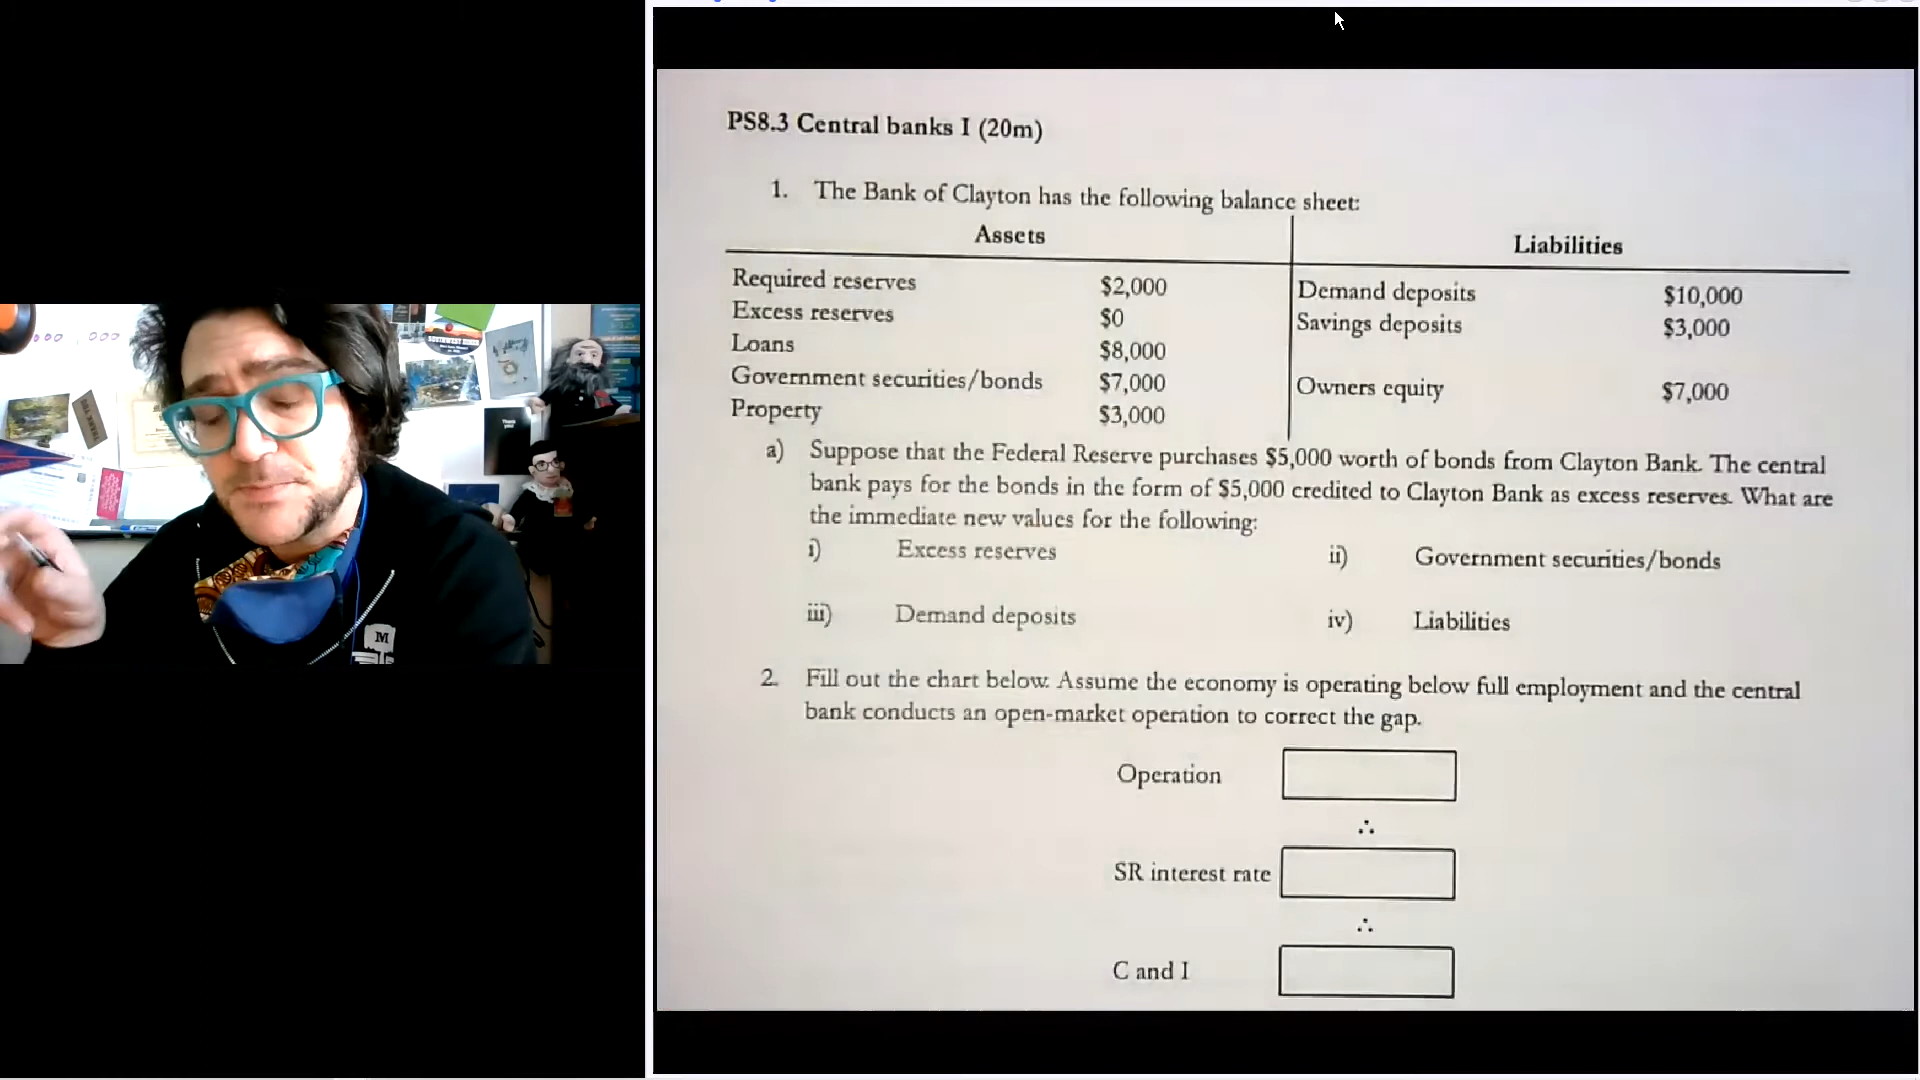 PS8.3 Central banks I (20m)
1. The Bank of Clayton has the following balance sheet:
Assets
Liabilities
Required reserves $2,000
Demand deposits $10,000
Excess reserves $0
Savings deposits $3,000
Loans $8,000
Government securities/bonds $7,000
Owners equity $7,000
Property $3,000
a) Suppose that the Federal Reserve purchases $5,000 worth of bonds from Clayton Bank. The central
bank pays for the bonds in the form of $5,000 credited to Clayton Bank as excess reserves. What are
the immediate new values for the following:
i) Excess reserves ii) Government securities/bonds
iii) Demand deposits iv) Liabilities
2. Fill out the chart below. Assume the economy is operating below full employment and the central
bank conducts an open-market operation to correct the gap.
Operation
∴
SR interest rate
∴
C and I
M